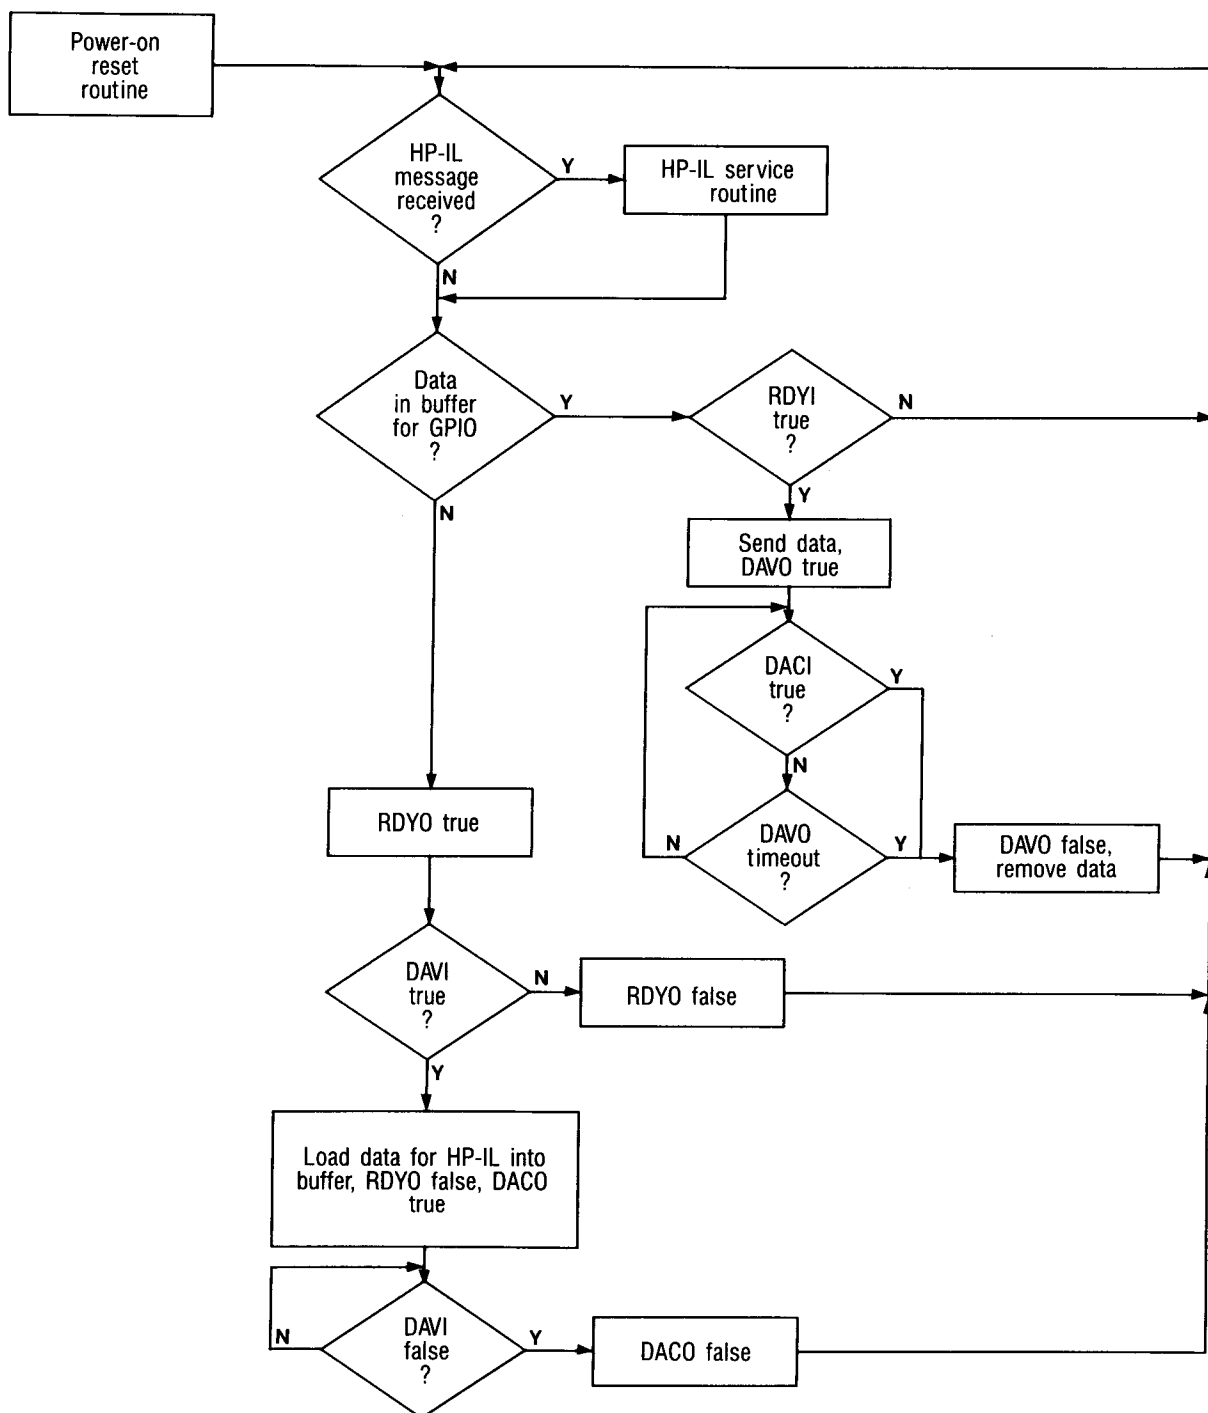 Power-on
reset
routine
HP-IL
message
received
?
Y
HP-IL service
routine
N
Data
in buffer
for GPIO
?
Y
RDYI
true
?
N
N
Y
Send data,
DAVO true
DACI
true
?
Y
N
RDYO true
DAVO
timeout
?
N
Y
DAVO false,
remove data
DAVI
true
?
N
RDYO false
Y
Load data for HP-IL into
buffer, RDYO false, DACO
true
DAVI
false
?
N
Y
DACO false